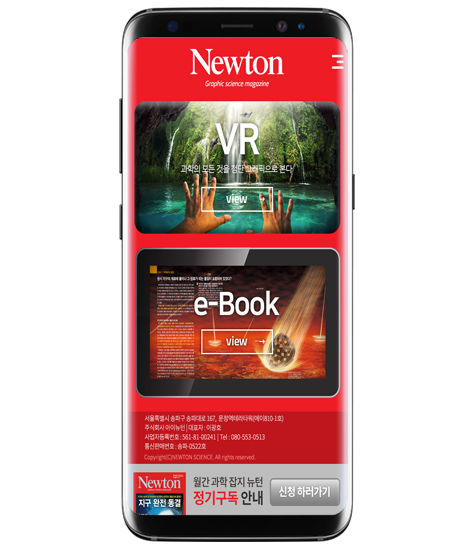 Newton
Graphic science magazine
VR
과학의 모든 것을 첨단 그래픽으로 본다
view
e-Book
view
서울특별시 송파구 송파대로 167, 문정역테라타워(에이810-1호)
주식회사 아이뉴턴 | 대표자 : 이광호
사업자등록번호 : 561-81-00241 | Tel : 080-553-0513
통신판매번호 : 송파-0522호
Copyright(C)NEWTON SCIENCE. All rights reserved.
Newton
지구 완전 동결
월간 과학 잡지 뉴턴
정기구독 안내
신청 하러가기